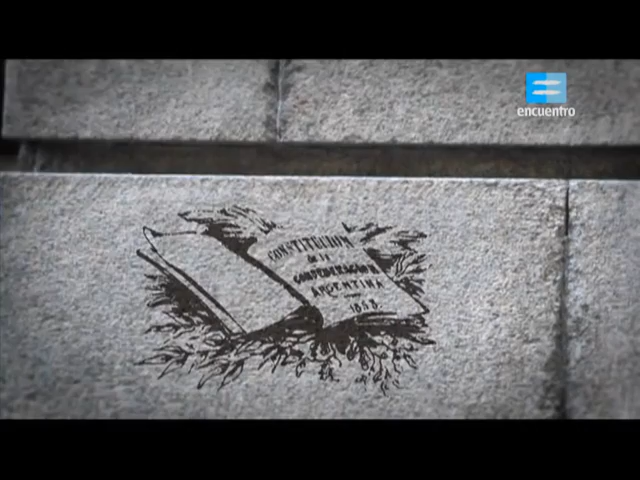 encuentro
CONSTITUCION
DE LA
CONFEDERACION
ARGENTINA
1853.